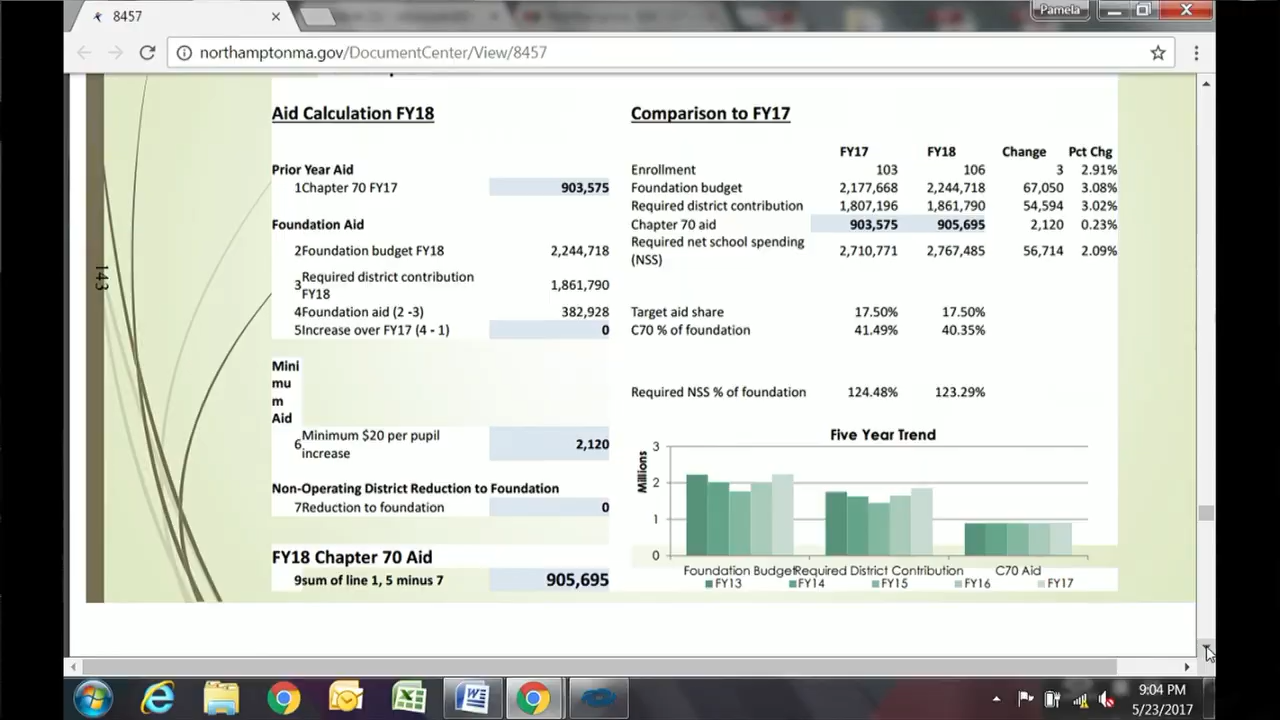 8457
Pamela
northamptonma.gov/DocumentCenter/View/8457
Aid Calculation FY18
Prior Year Aid
1Chapter 70 FY17 903,575
Foundation Aid
2Foundation budget FY18 2,244,718
3Required district contribution FY18 1,861,790
4Foundation aid (2 -3) 382,928
5Increase over FY17 (4 - 1) 0
Mini
mu
m
Aid
6Minimum $20 per pupil increase 2,120
Non-Operating District Reduction to Foundation
7Reduction to foundation 0
FY18 Chapter 70 Aid
9sum of line 1, 5 minus 7 905,695
143
Comparison to FY17
FY17 FY18 Change Pct Chg
Enrollment 103 106 3 2.91%
Foundation budget 2,177,668 2,244,718 67,050 3.08%
Required district contribution 1,807,196 1,861,790 54,594 3.02%
Chapter 70 aid 903,575 905,695 2,120 0.23%
Required net school spending (NSS) 2,710,771 2,767,485 56,714 2.09%
Target aid share 17.50% 17.50%
C70 % of foundation 41.49% 40.35%
Required NSS % of foundation 124.48% 123.29%
Five Year Trend
Millions
3
2
1
0
Foundation Budget Required District Contribution C70 Aid
FY13 FY14 FY15 FY16 FY17
9:04 PM
5/23/2017